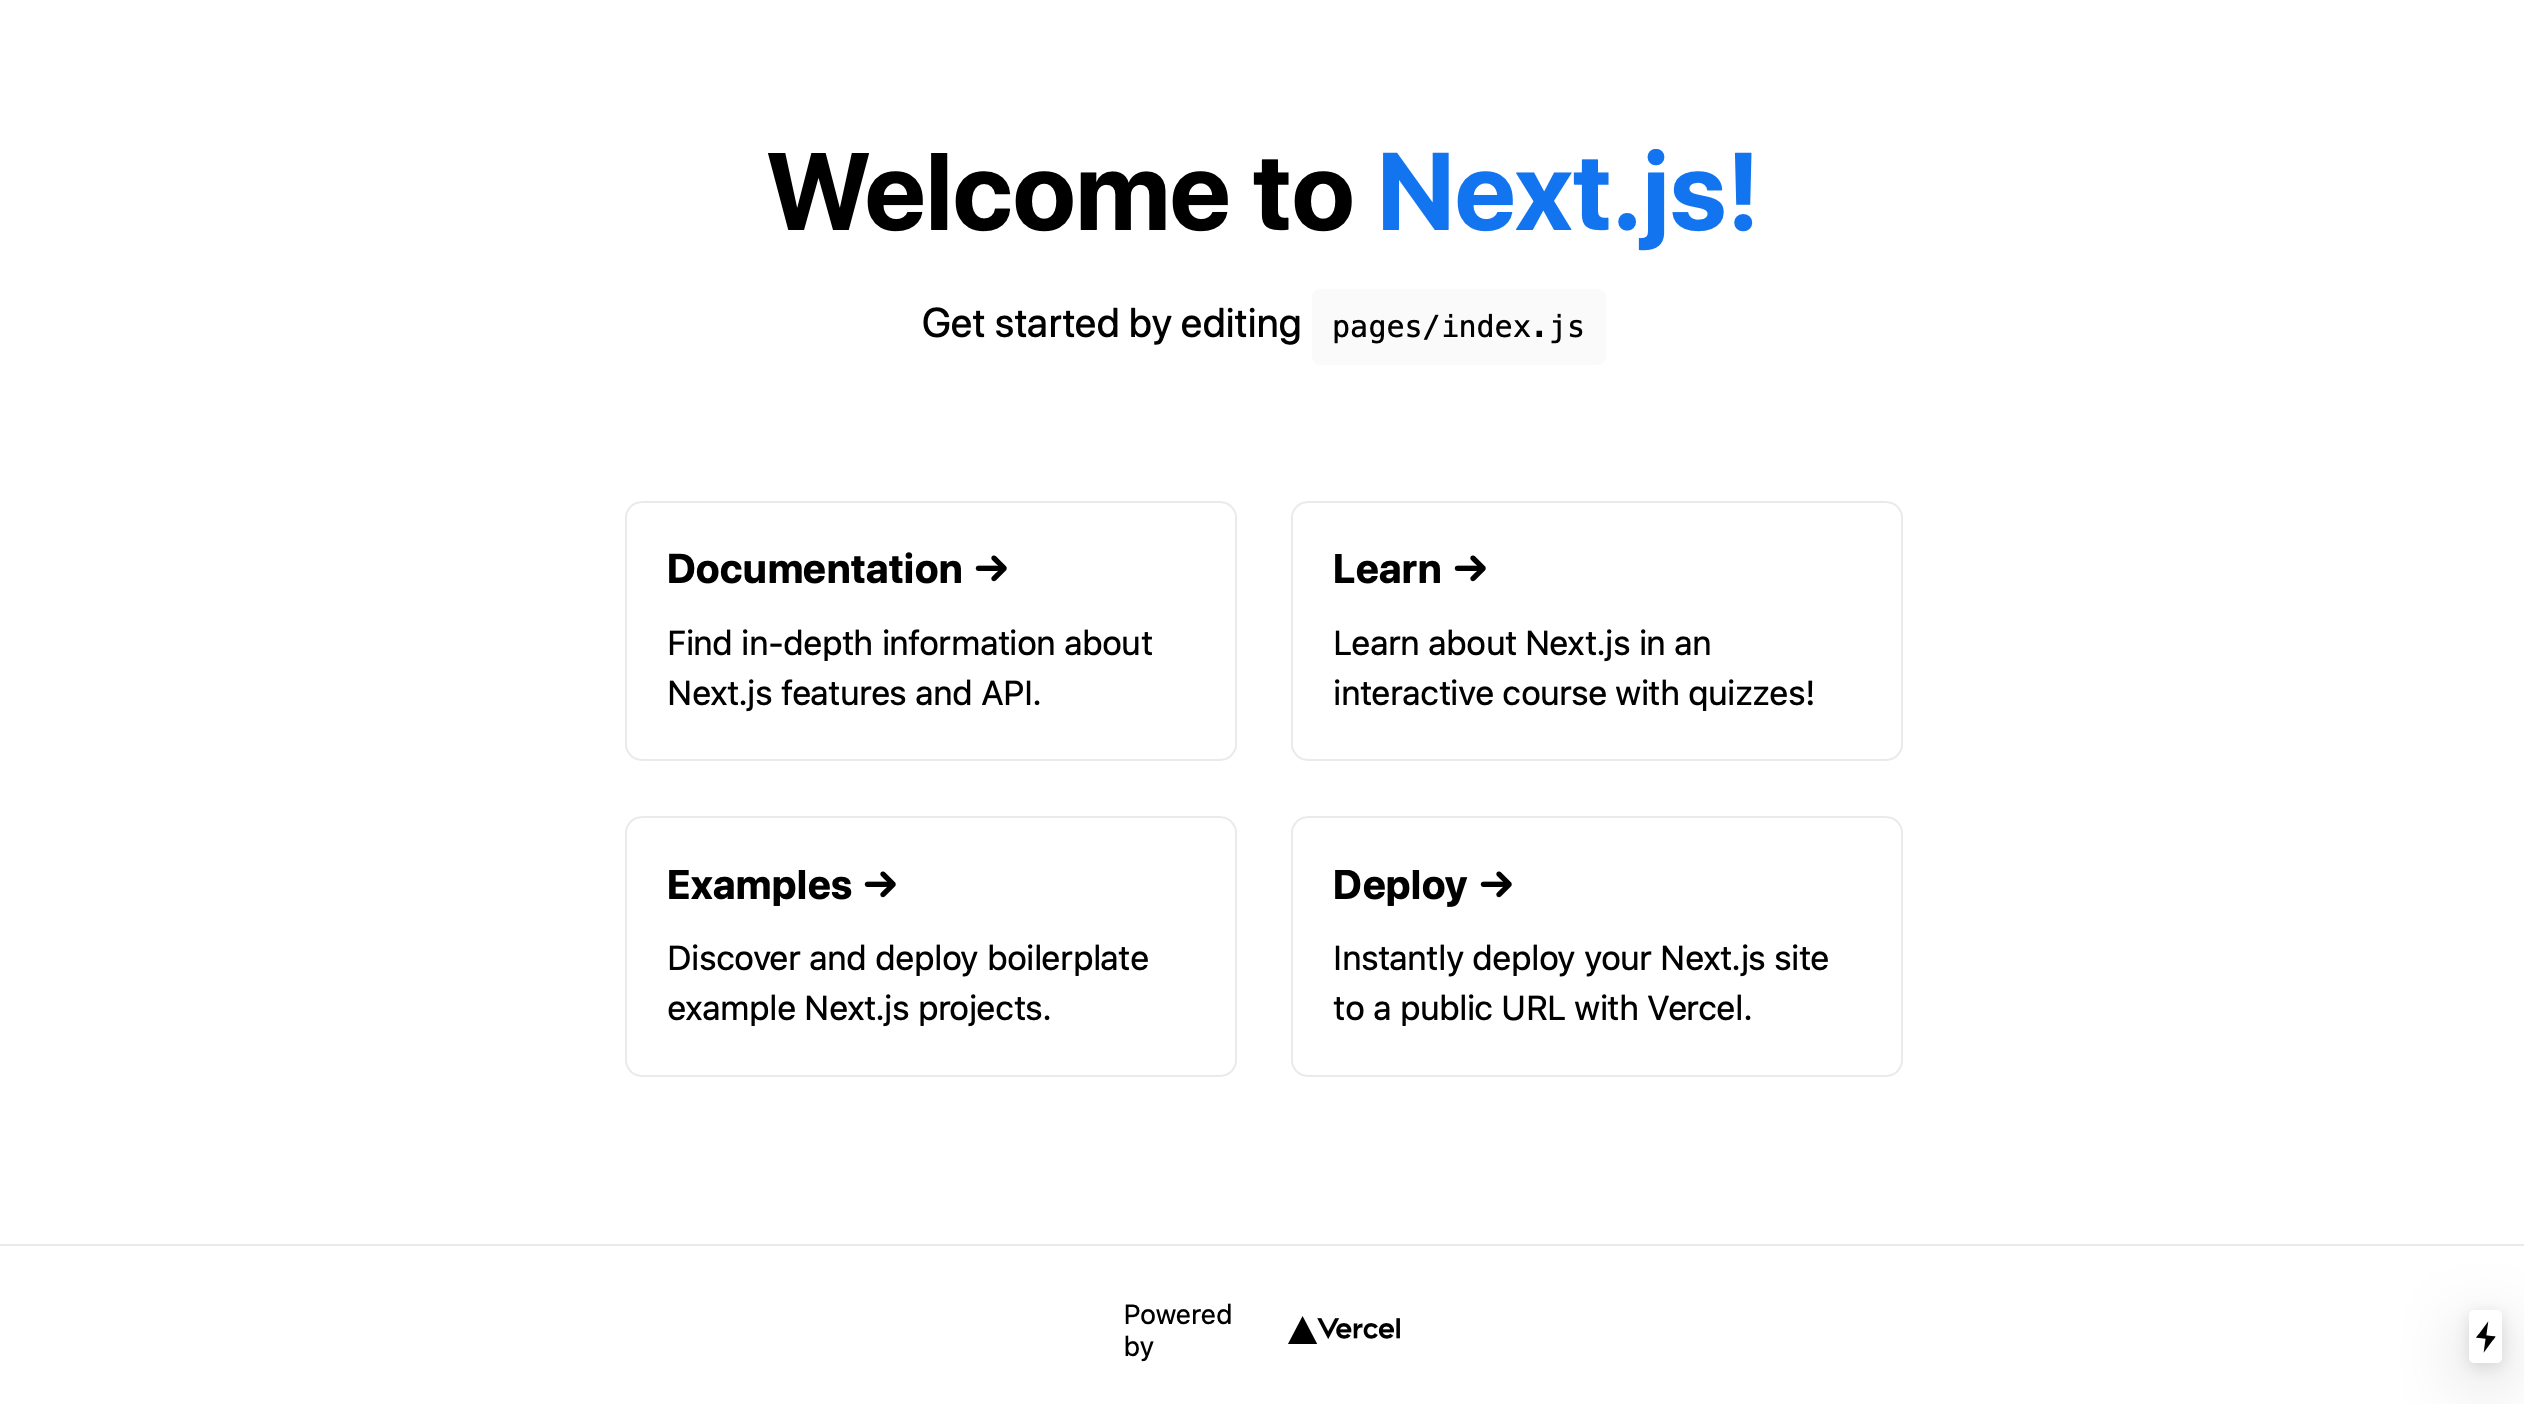 Welcome to Next.js!
Get started by editing pages/index.js
Documentation →
Find in-depth information about
Next.js features and API.
Learn →
Learn about Next.js in an
interactive course with quizzes!
Examples →
Discover and deploy boilerplate
example Next.js projects.
Deploy →
Instantly deploy your Next.js site
to a public URL with Vercel.
Powered
by
Vercel